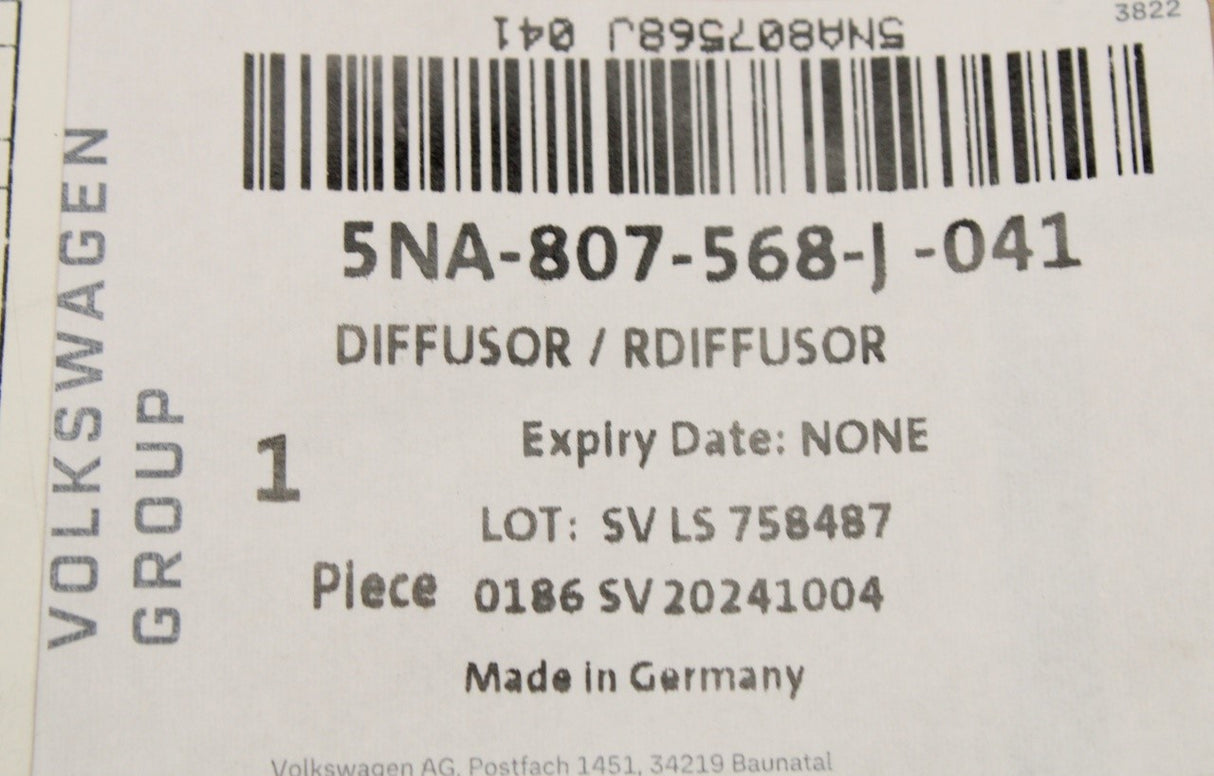 3822
5NA807568J 041
5NA-807-568-J -041
DIFFUSOR / RDIFFUSOR
Expiry Date: NONE
1
LOT: SV LS 758487
Piece 0186 SV 20241004
Made in Germany
Volkswagen AG, Postfach 1451, 34219 Baunatal
VOLKSWAGEN
GROUP